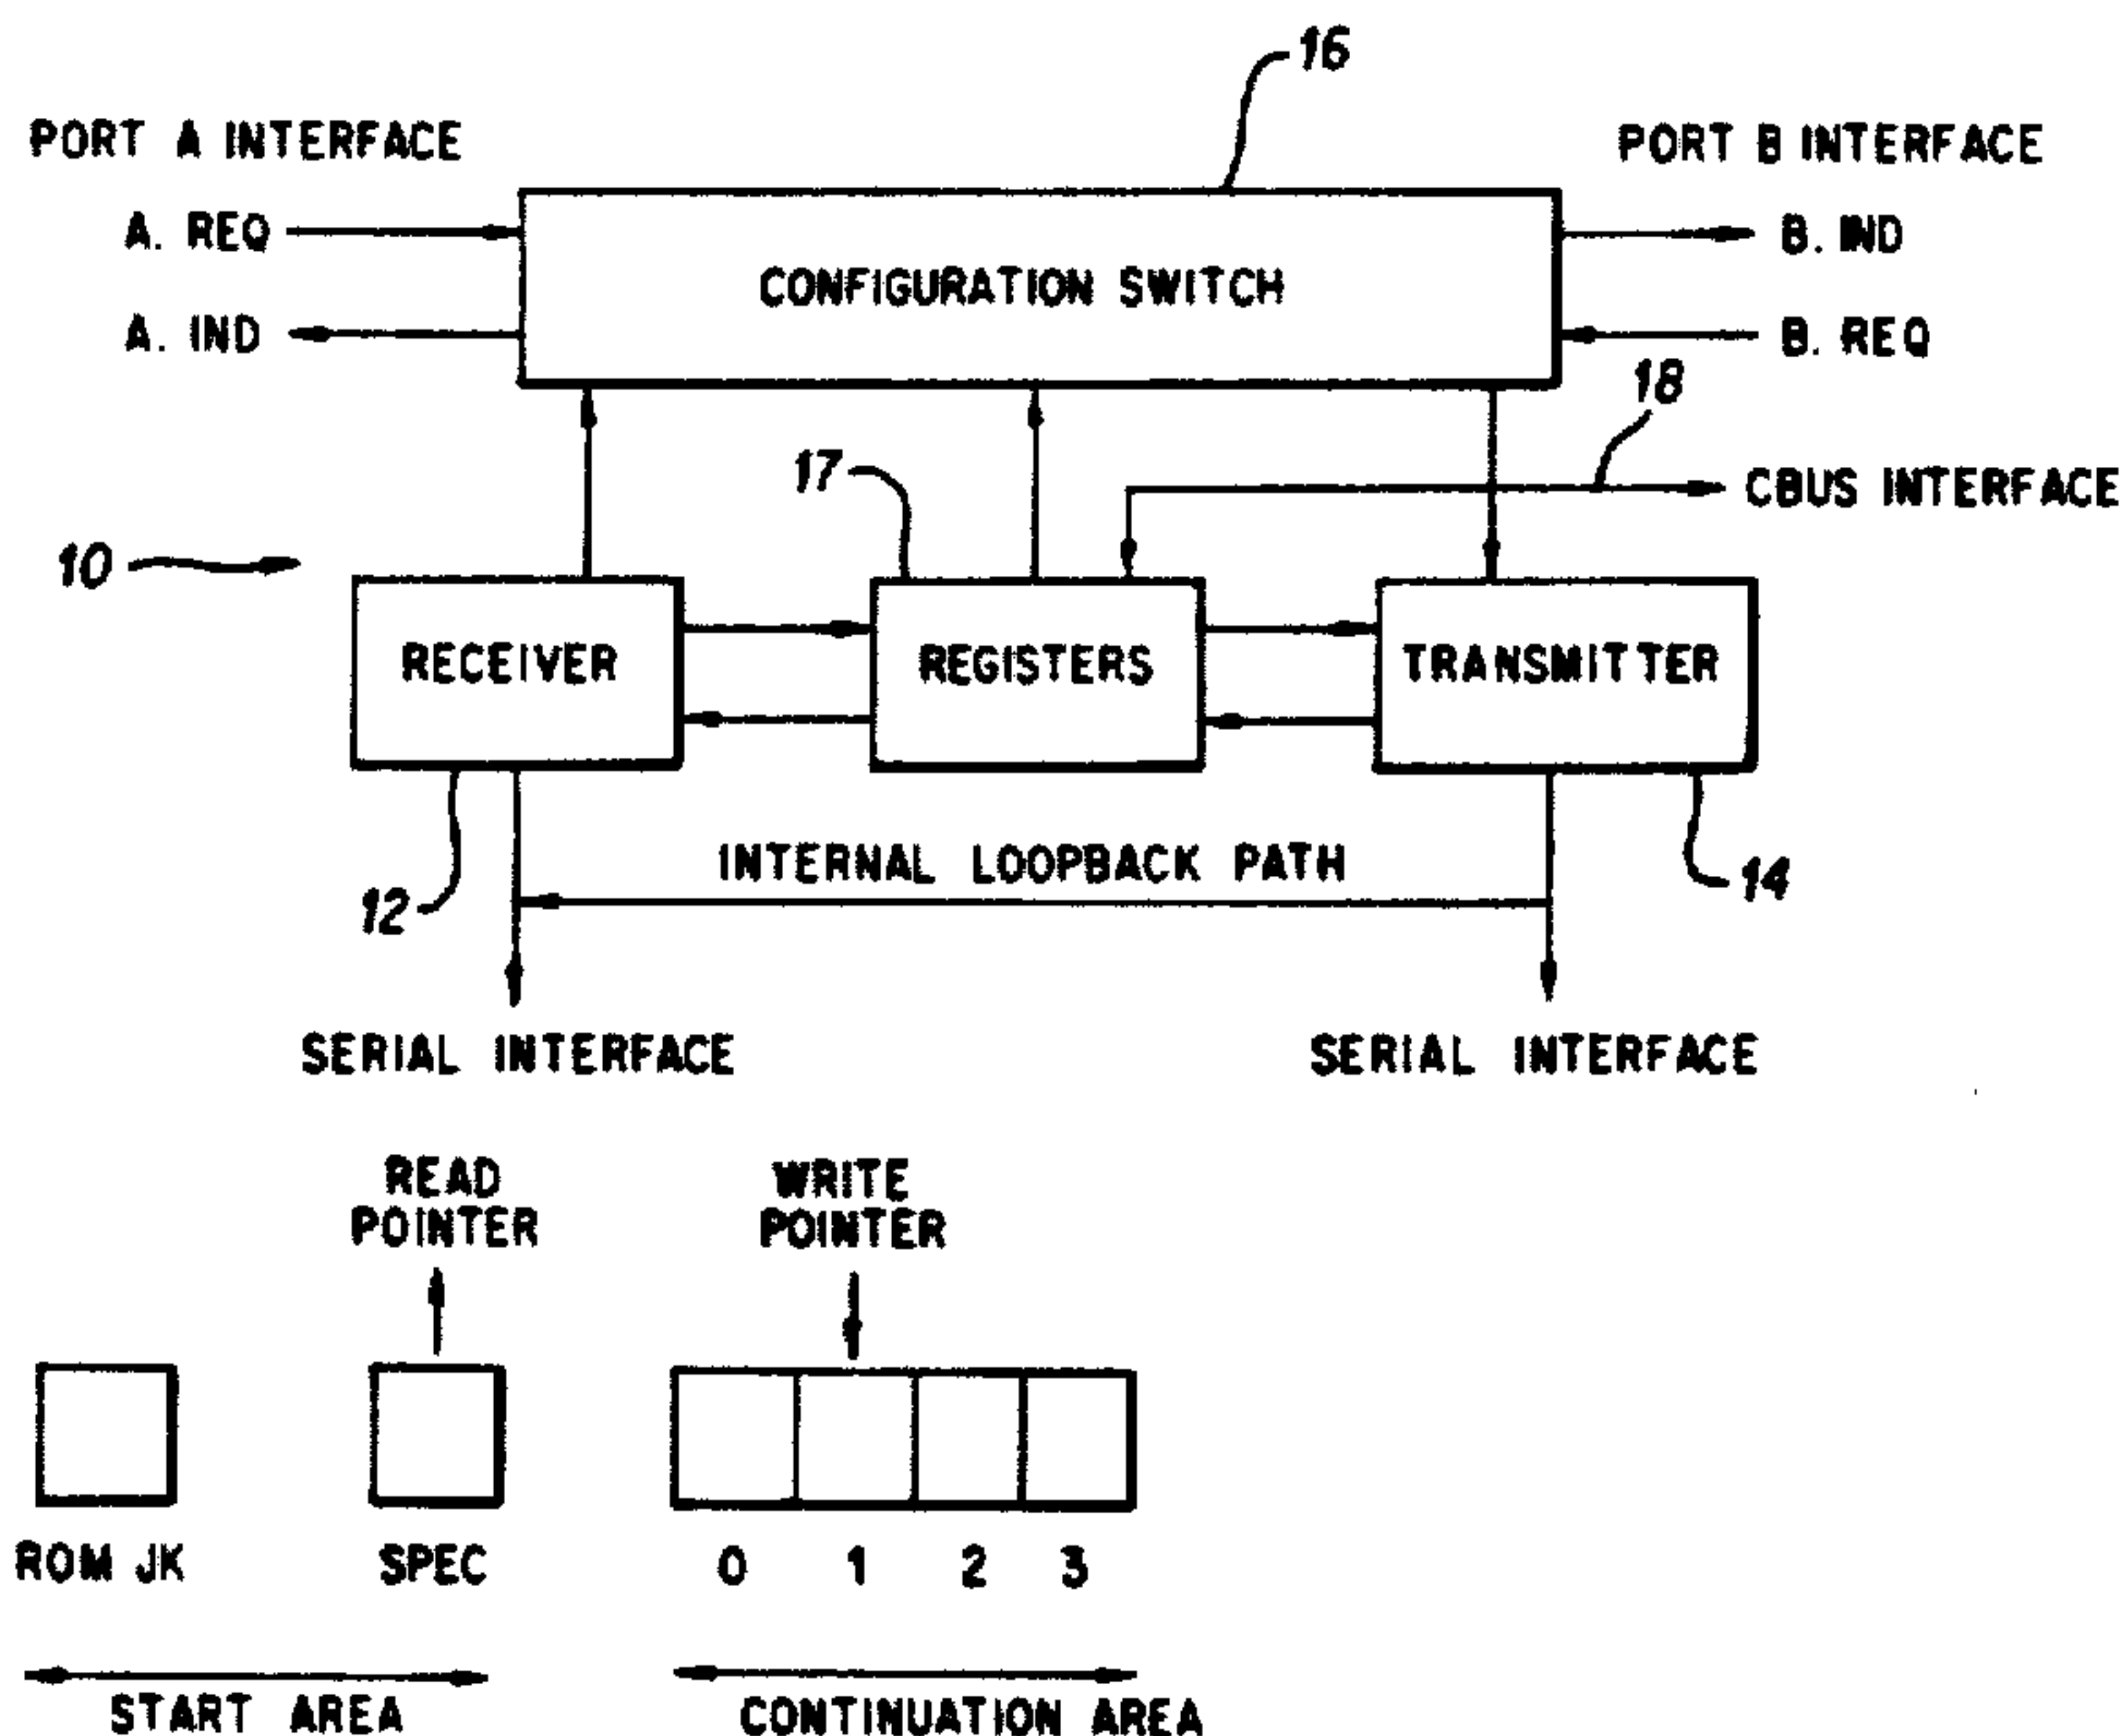 16
PORT A INTERFACE
PORT B INTERFACE
A. REQ
B. IND
CONFIGURATION SWITCH
A. IND
B. REQ
18
17
CBUS INTERFACE
10
RECEIVER
REGISTERS
TRANSMITTER
INTERNAL LOOPBACK PATH
12
14
SERIAL INTERFACE
SERIAL INTERFACE
READ
POINTER
WRITE
POINTER
ROM JK
SPEC
0 1 2 3
START AREA
CONTINUATION AREA